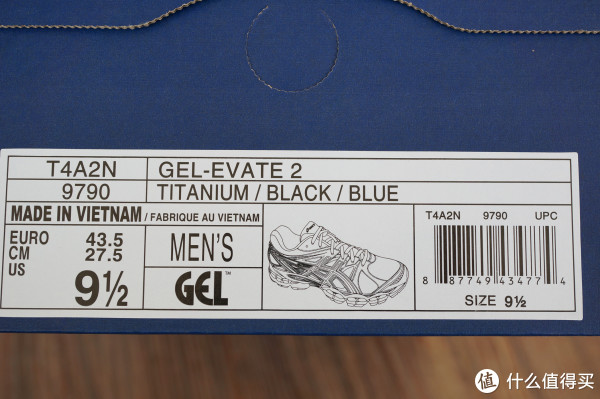 T4A2N
GEL-EVATE 2
9790
TITANIUM / BLACK / BLUE
MADE IN VIETNAM / FABRIQUE AU VIETNAM
EURO 43.5
CM 27.5
US 9½
MEN'S
GEL™
T4A2N 9790 UPC
8 87749 43477 4
SIZE 9½
值 什么值得买